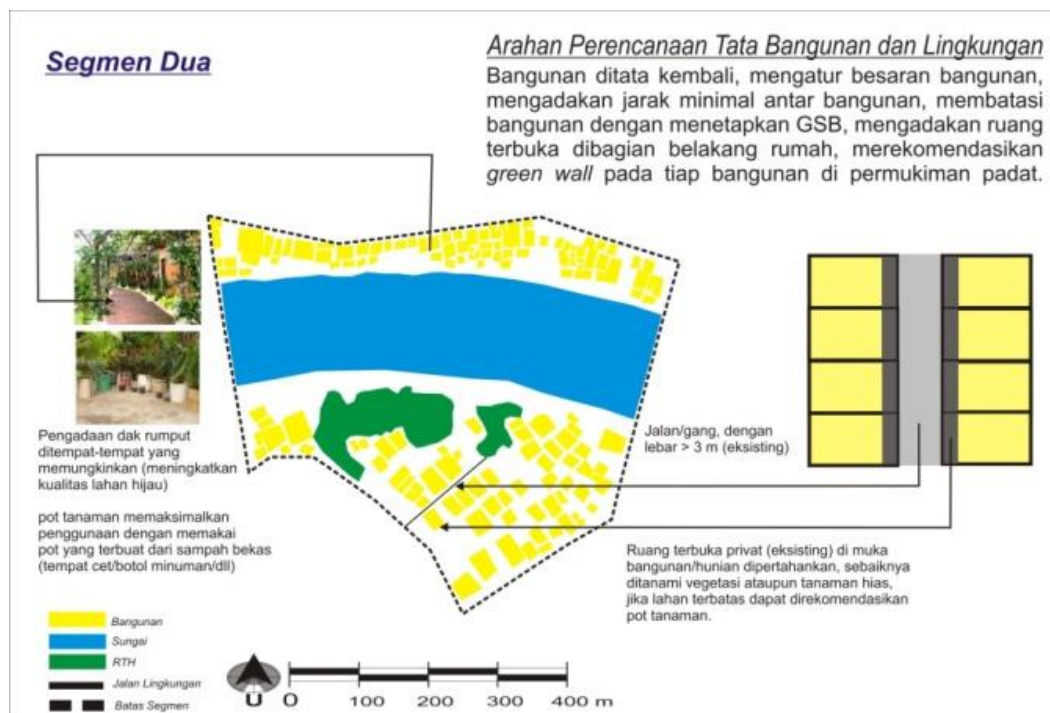 Segmen Dua
Arahan Perencanaan Tata Bangunan dan Lingkungan
Bangunan ditata kembali, mengatur besaran bangunan,
mengadakan jarak minimal antar bangunan, membatasi
bangunan dengan menetapkan GSB, mengadakan ruang
terbuka dibagian belakang rumah, merekomendasikan
green wall pada tiap bangunan di permukiman padat.
Pengadaan dak rumput
ditempat-tempat yang
memungkinkan (meningkatkan
kualitas lahan hijau)
pot tanaman memaksimalkan
penggunaan dengan memakai
pot yang terbuat dari sampah bekas
(tempat cet/botol minuman/dll)
Jalan/gang, dengan
lebar > 3 m (eksisting)
Ruang terbuka privat (eksisting) di muka
bangunan/hunian dipertahankan, sebaiknya
ditanami vegetasi ataupun tanaman hias,
jika lahan terbatas dapat direkomendasikan
pot tanaman.
Bangunan
Sungai
RTH
Jalan Lingkungan
Batas Segmen
U
0 100 200 300 400 m